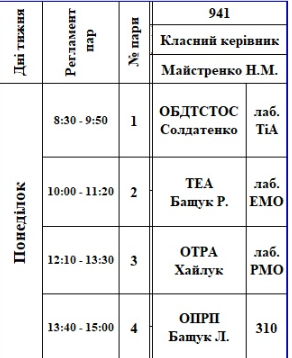 Дні тижня
Регламент
пар
№ пари
941
Класний керівник
Майстренко Н.М.
Понеділок
8:30 - 9:50
1
ОБДТСТОС
Солдатенко
лаб.
ТіА
10:00 - 11:20
2
ТЕА
Бащук Р.
лаб.
ЕМО
12:10 - 13:30
3
ОТРА
Хайлук
лаб.
РМО
13:40 - 15:00
4
ОПРП
Бащук Л.
310